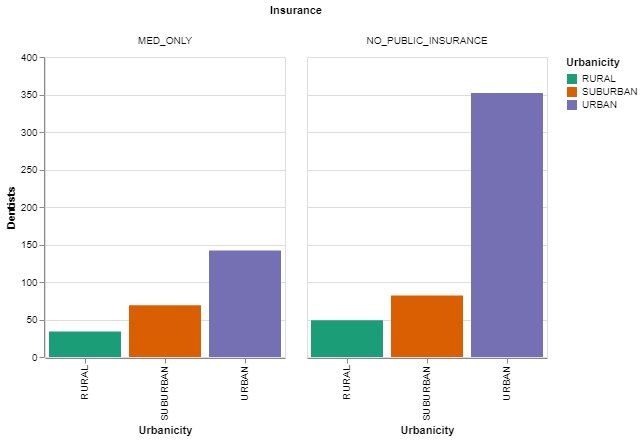 Insurance
MED_ONLY
NO_PUBLIC_INSURANCE
Urbanicity
RURAL
SUBURBAN
URBAN
Dentists
400
350
300
250
200
150
100
50
0
RURAL
SUBURBAN
URBAN
RURAL
SUBURBAN
URBAN
Urbanicity
Urbanicity